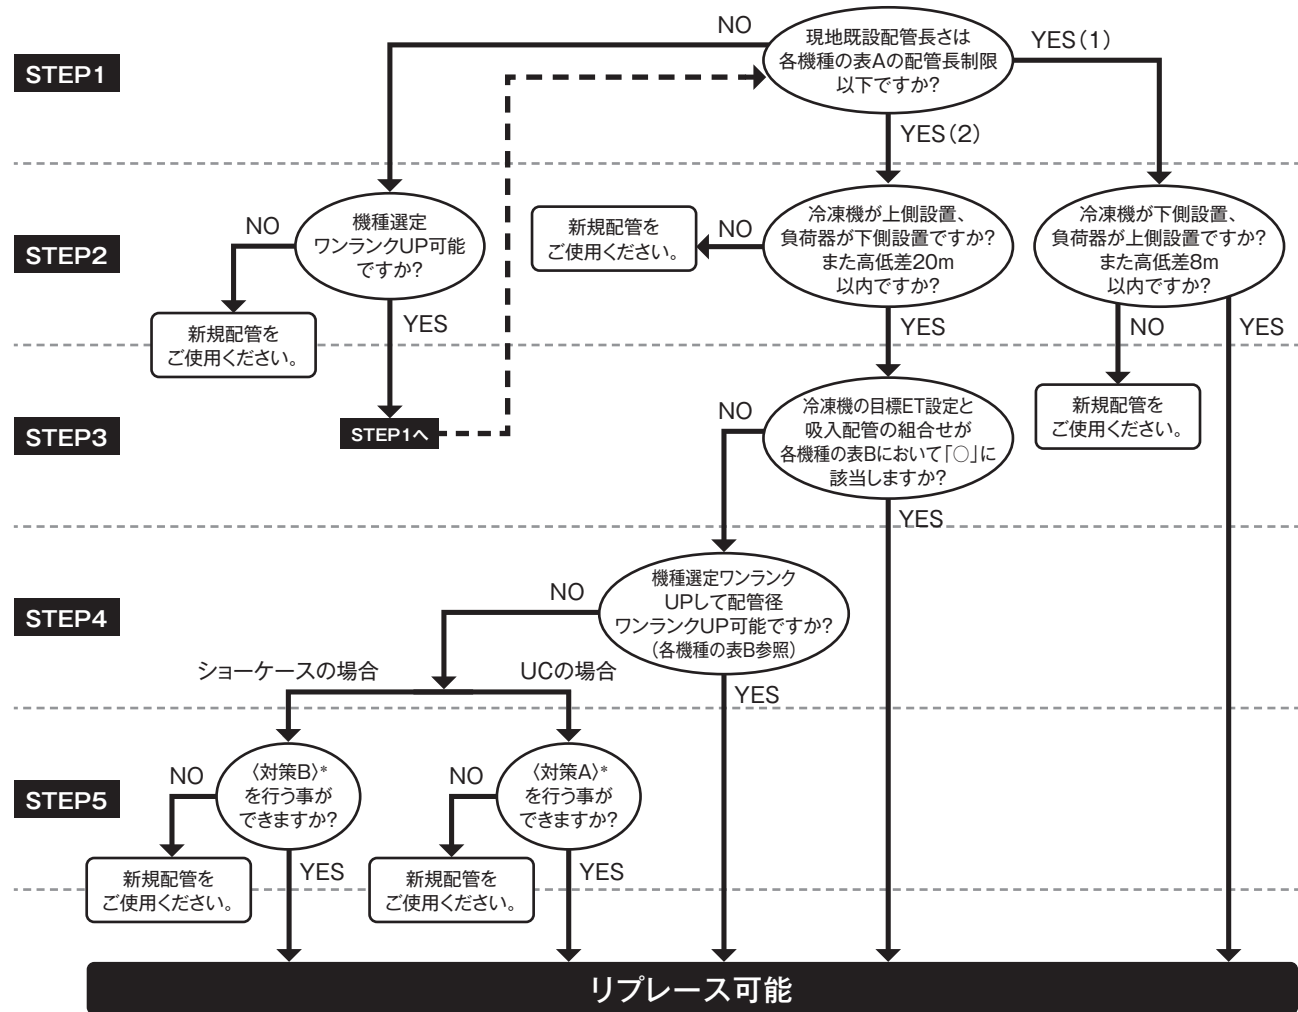 STEP1
NO
現地既設配管長さは
各機種の表Aの配管長制限
以下ですか?
YES(1)
YES(2)
STEP2
NO
機種選定
ワンランクUP可能
ですか?
YES
新規配管を
ご使用ください。
新規配管を
ご使用ください。
NO
冷凍機が上側設置、
負荷器が下側設置ですか?
また高低差20m
以内ですか?
YES
冷凍機が下側設置、
負荷器が上側設置ですか?
また高低差8m
以内ですか?
NO
YES
STEP3
STEP1へ
NO
冷凍機の目標ET設定と
吸入配管の組合せが
各機種の表Bにおいて「○」に
該当しますか?
YES
新規配管を
ご使用ください。
STEP4
NO
機種選定ワンランク
UPして配管径
ワンランクUP可能ですか?
(各機種の表B参照)
YES
ショーケースの場合
UCの場合
STEP5
NO
〈対策B〉*
を行う事が
できますか?
YES
新規配管を
ご使用ください。
NO
〈対策A〉*
を行う事が
できますか?
YES
新規配管を
ご使用ください。
リプレース可能